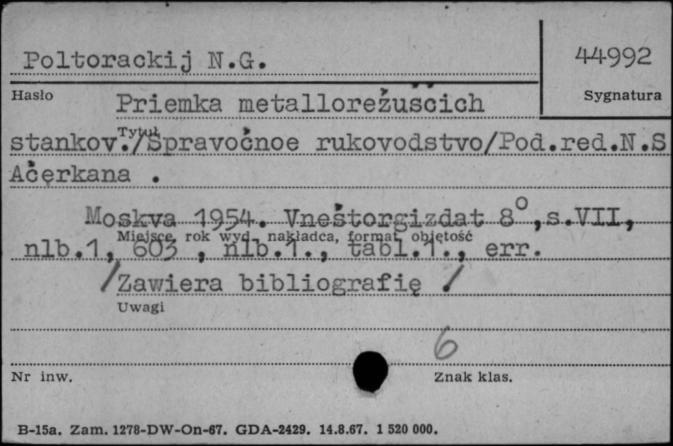 44992
Poltorackij N.G.
Hasło
Sygnatura
Priemka metallorežuščich
Tytuł
stankov./Spravočnoe rukovodstvo/Pod.red.N.S
Ačerkana .
Moskva 1954. Vneštorgizdat 8°,s.VII,
Miejsce, rok wyd., nakładca, format, objętość
nlb.1, 603 , nlb.1., tabl.1., err.
/Zawiera bibliografię /
Uwagi
6
Nr inw.
Znak klas.
B-15a. Zam. 1278-DW-On-67. GDA-2429. 14.8.67. 1 520 000.